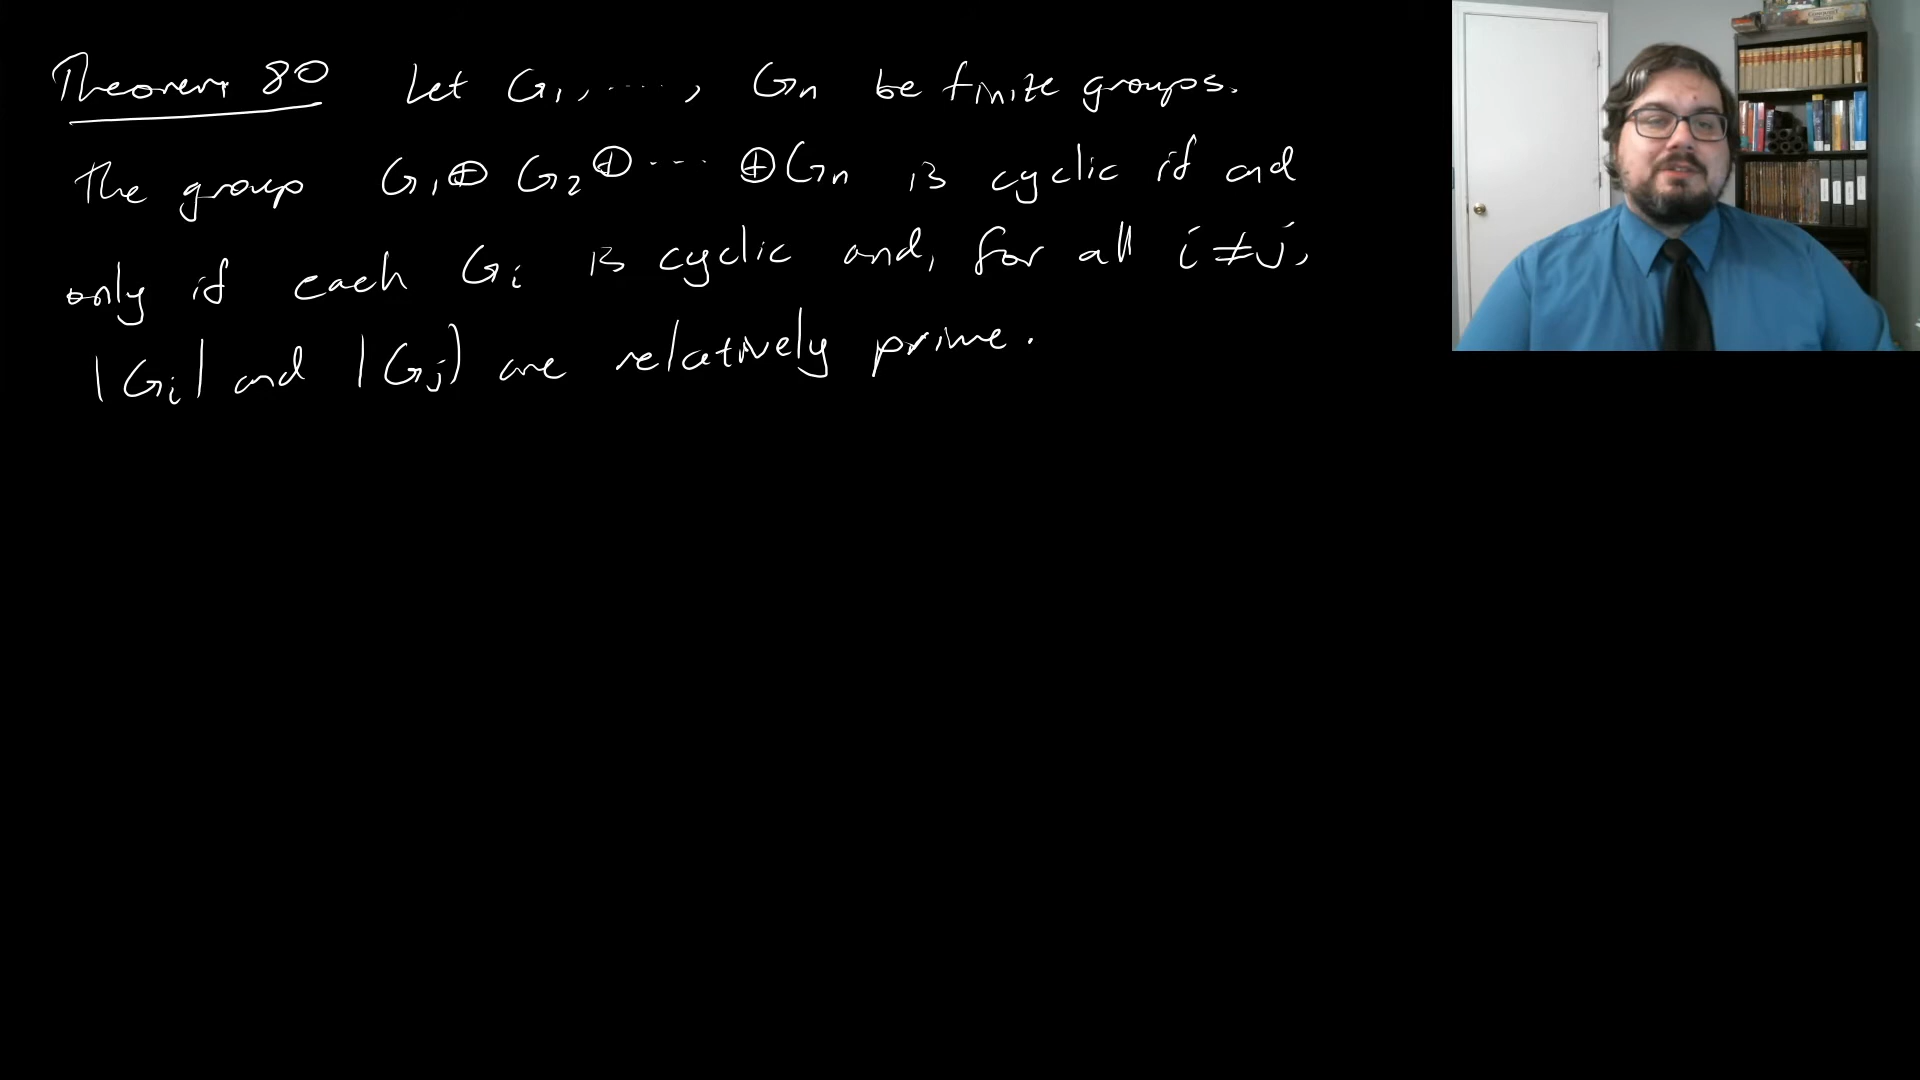 Theorem 80 Let G₁, ...., Gₙ be finite groups.
The group G₁ ⊕ G₂ ⊕ ... ⊕ Gₙ is cyclic if and
only if each Gᵢ is cyclic and, for all i ≠ j,
|Gᵢ| and |Gⱼ| are relatively prime.